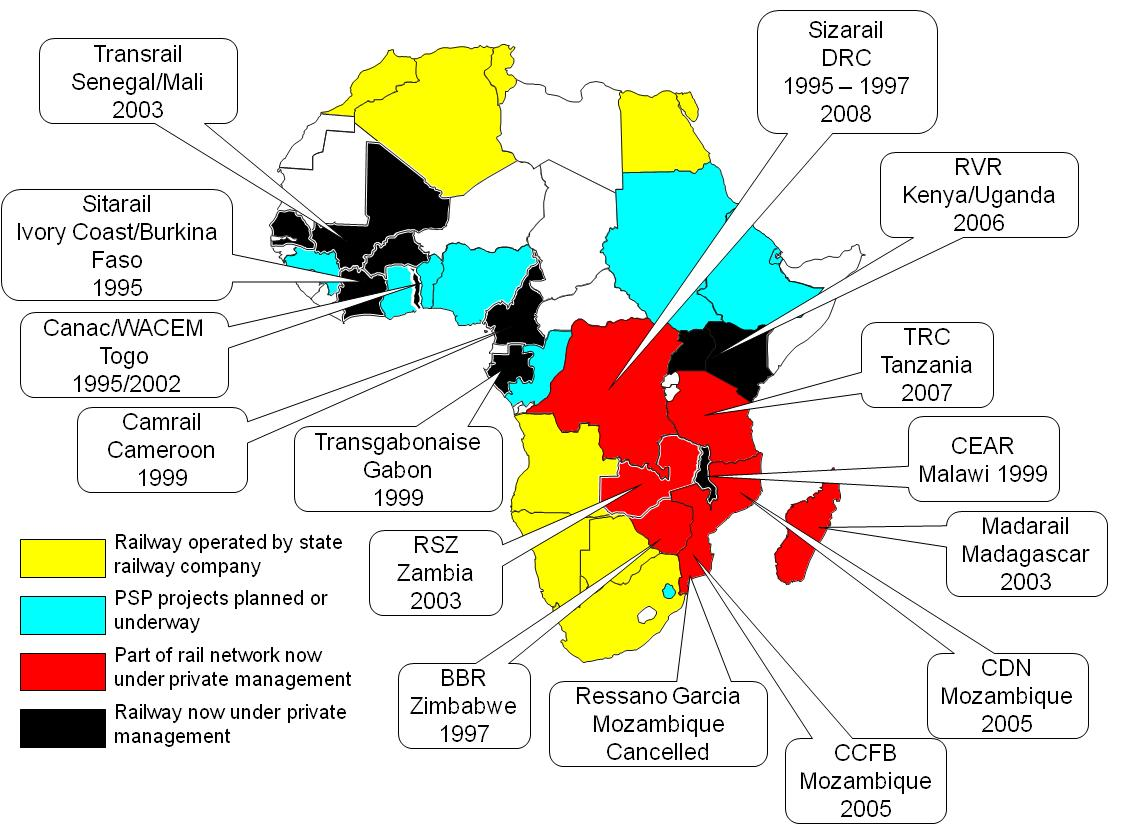 Transrail
Senegal/Mali
2003
Sizarail
DRC
1995 – 1997
2008
RVR
Kenya/Uganda
2006
Sitarail
Ivory Coast/Burkina
Faso
1995
Canac/WACEM
Togo
1995/2002
TRC
Tanzania
2007
Camrail
Cameroon
1999
Transgabonaise
Gabon
1999
CEAR
Malawi 1999
Madarail
Madagascar
2003
RSZ
Zambia
2003
Railway operated by state
railway company
PSP projects planned or
underway
Part of rail network now
under private management
Railway now under private
management
BBR
Zimbabwe
1997
Ressano Garcia
Mozambique
Cancelled
CDN
Mozambique
2005
CCFB
Mozambique
2005